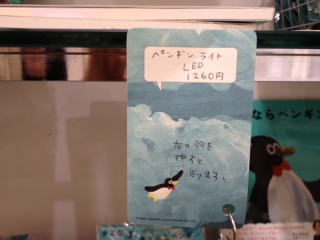 ペンギン ライト
LED
1260円
右の羽を
押すと
光りまする
ならペンギン